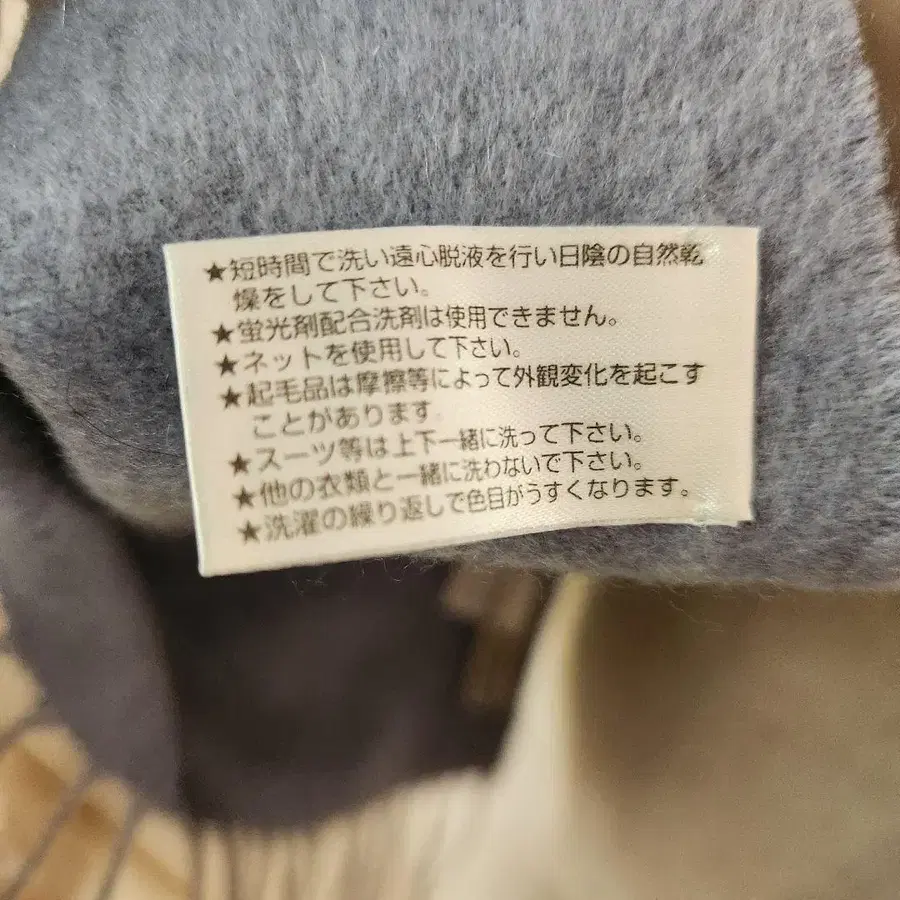 ★短時間で洗い遠心脱液を行い日陰の自然乾
燥をして下さい。
★蛍光剤配合洗剤は使用できません。
★ネットを使用して下さい。
★起毛品は摩擦等によって外観変化を起こす
ことがあります。
★スーツ等は上下一緒に洗って下さい。
★他の衣類と一緒に洗わないで下さい。
★洗濯の繰り返しで色目がうすくなります。